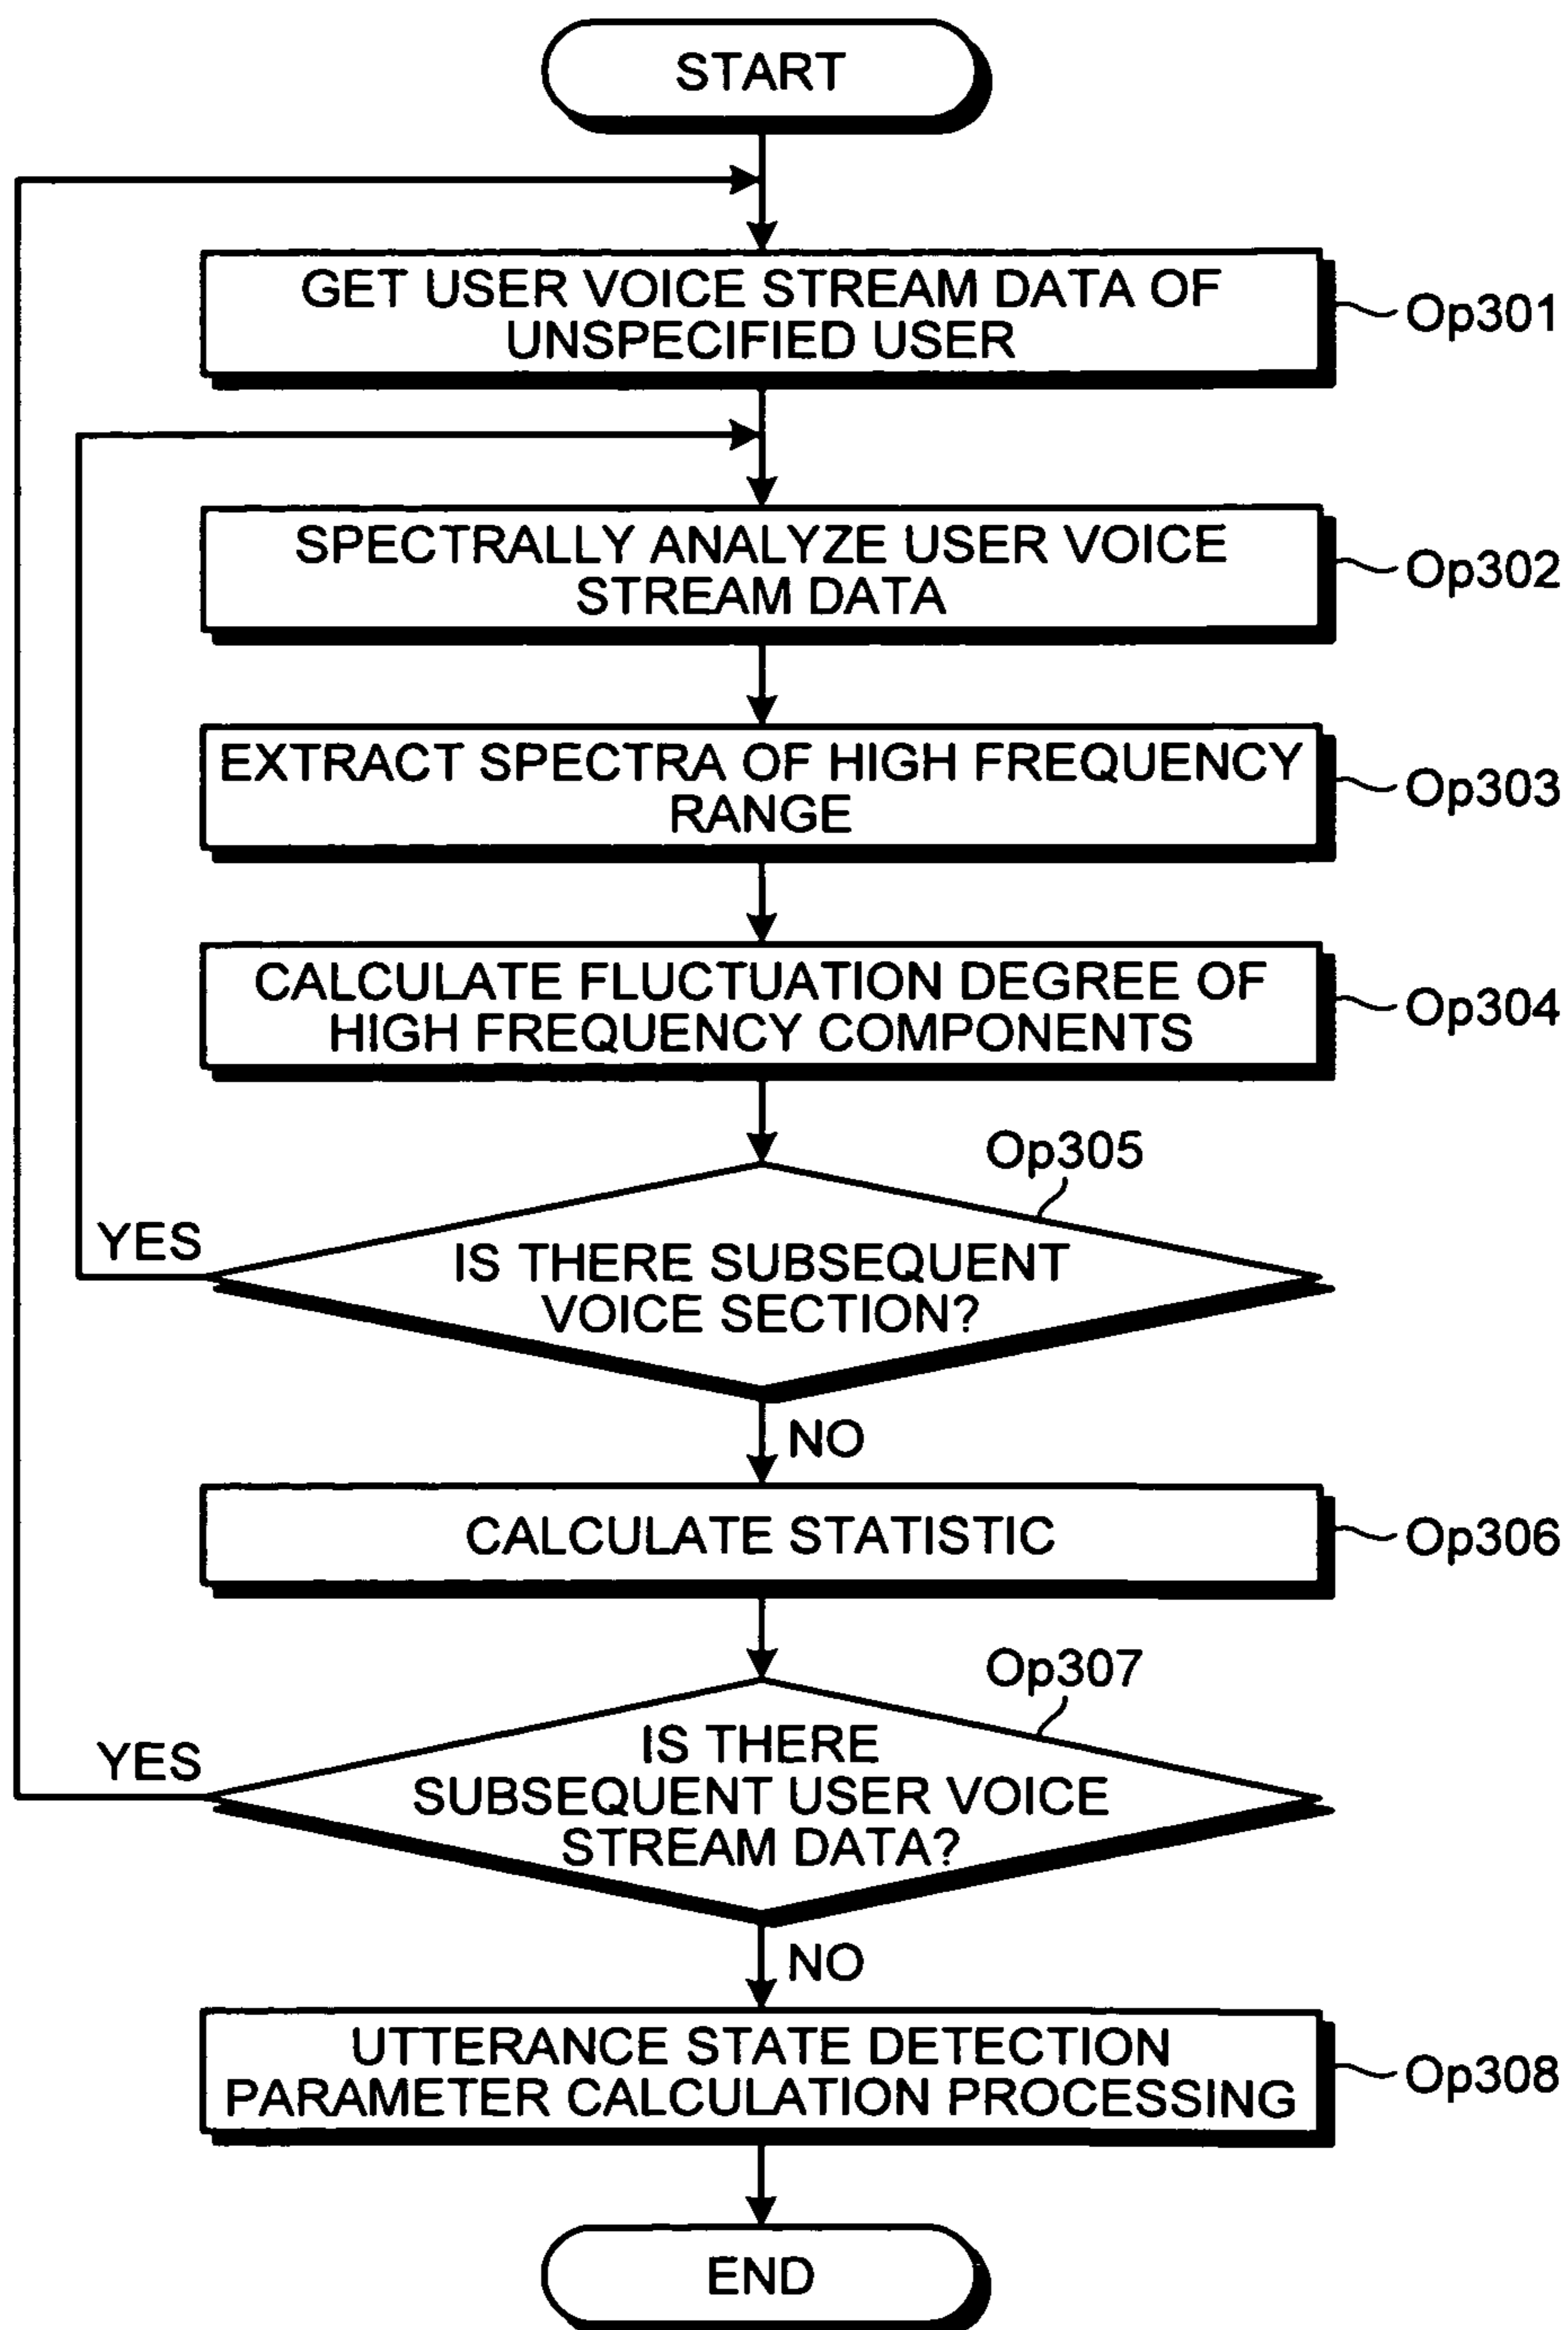 START
GET USER VOICE STREAM DATA OF
UNSPECIFIED USER
Op301
SPECTRALLY ANALYZE USER VOICE
STREAM DATA
Op302
EXTRACT SPECTRA OF HIGH FREQUENCY
RANGE
Op303
CALCULATE FLUCTUATION DEGREE OF
HIGH FREQUENCY COMPONENTS
Op304
Op305
YES
IS THERE SUBSEQUENT
VOICE SECTION?
NO
CALCULATE STATISTIC
Op306
Op307
YES
IS THERE
SUBSEQUENT USER VOICE
STREAM DATA?
NO
UTTERANCE STATE DETECTION
PARAMETER CALCULATION PROCESSING
Op308
END